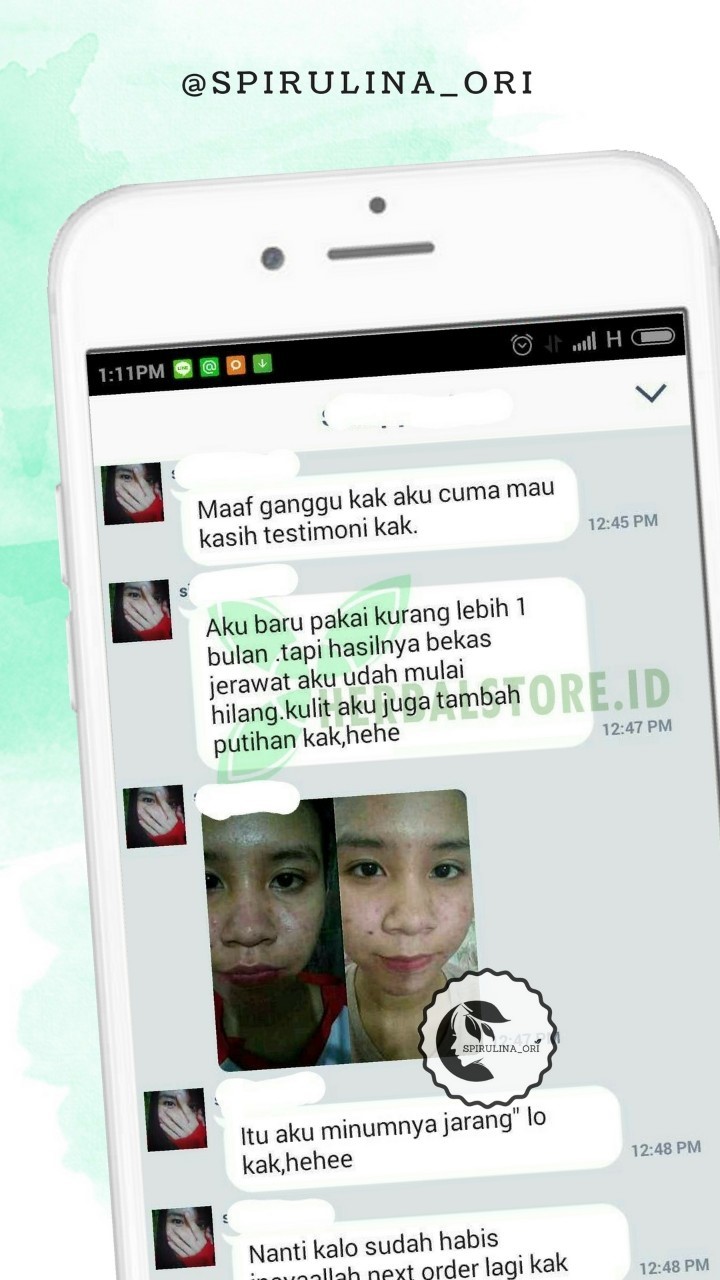 @SPIRULINA_ORI
1:11PM
H
Maaf ganggu kak aku cuma mau
kasih testimoni kak.
12:45 PM
Aku baru pakai kurang lebih 1
bulan .tapi hasilnya bekas
jerawat aku udah mulai
hilang.kulit aku juga tambah
putihan kak,hehe
HERBALSTORE.ID
12:47 PM
12:47 PM
SPIRULINA_ORI
Itu aku minumnya jarang" lo
kak,hehee
12:48 PM
Nanti kalo sudah habis
next order lagi kak
12:48 PM